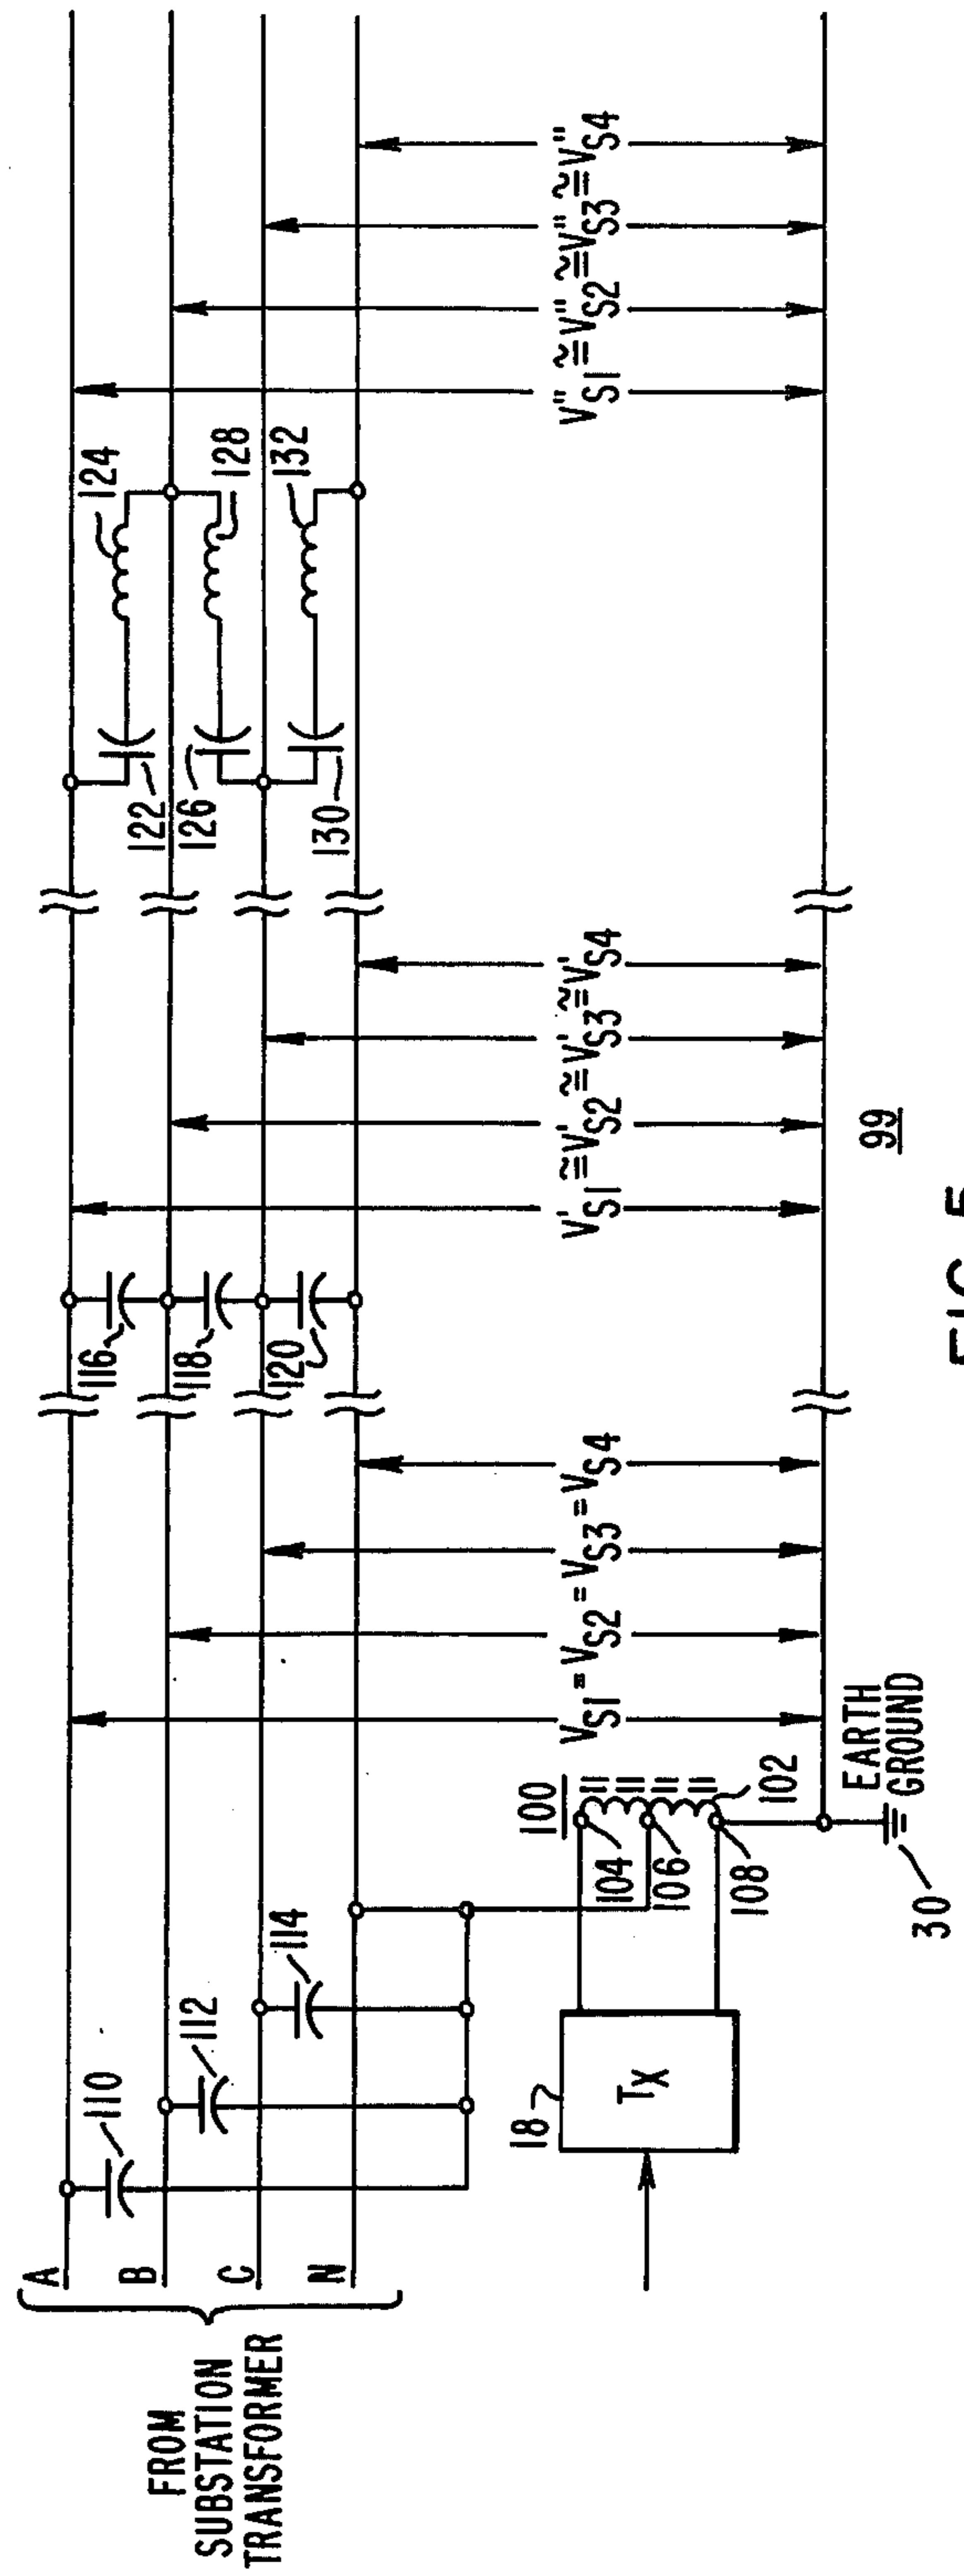 FROM
SUBSTATION
TRANSFORMER
A
B
C
N
110
112
114
18
TX
100
104
106
108
102
30
EARTH
GROUND
VS1 = VS2 = VS3 = VS4
116
118
120
V'S1 ≅ V'S2 ≅ V'S3 ≅ V'S4
122
124
126
128
130
132
V"S1 ≅ V"S2 ≅ V"S3 ≅ V"S4
99